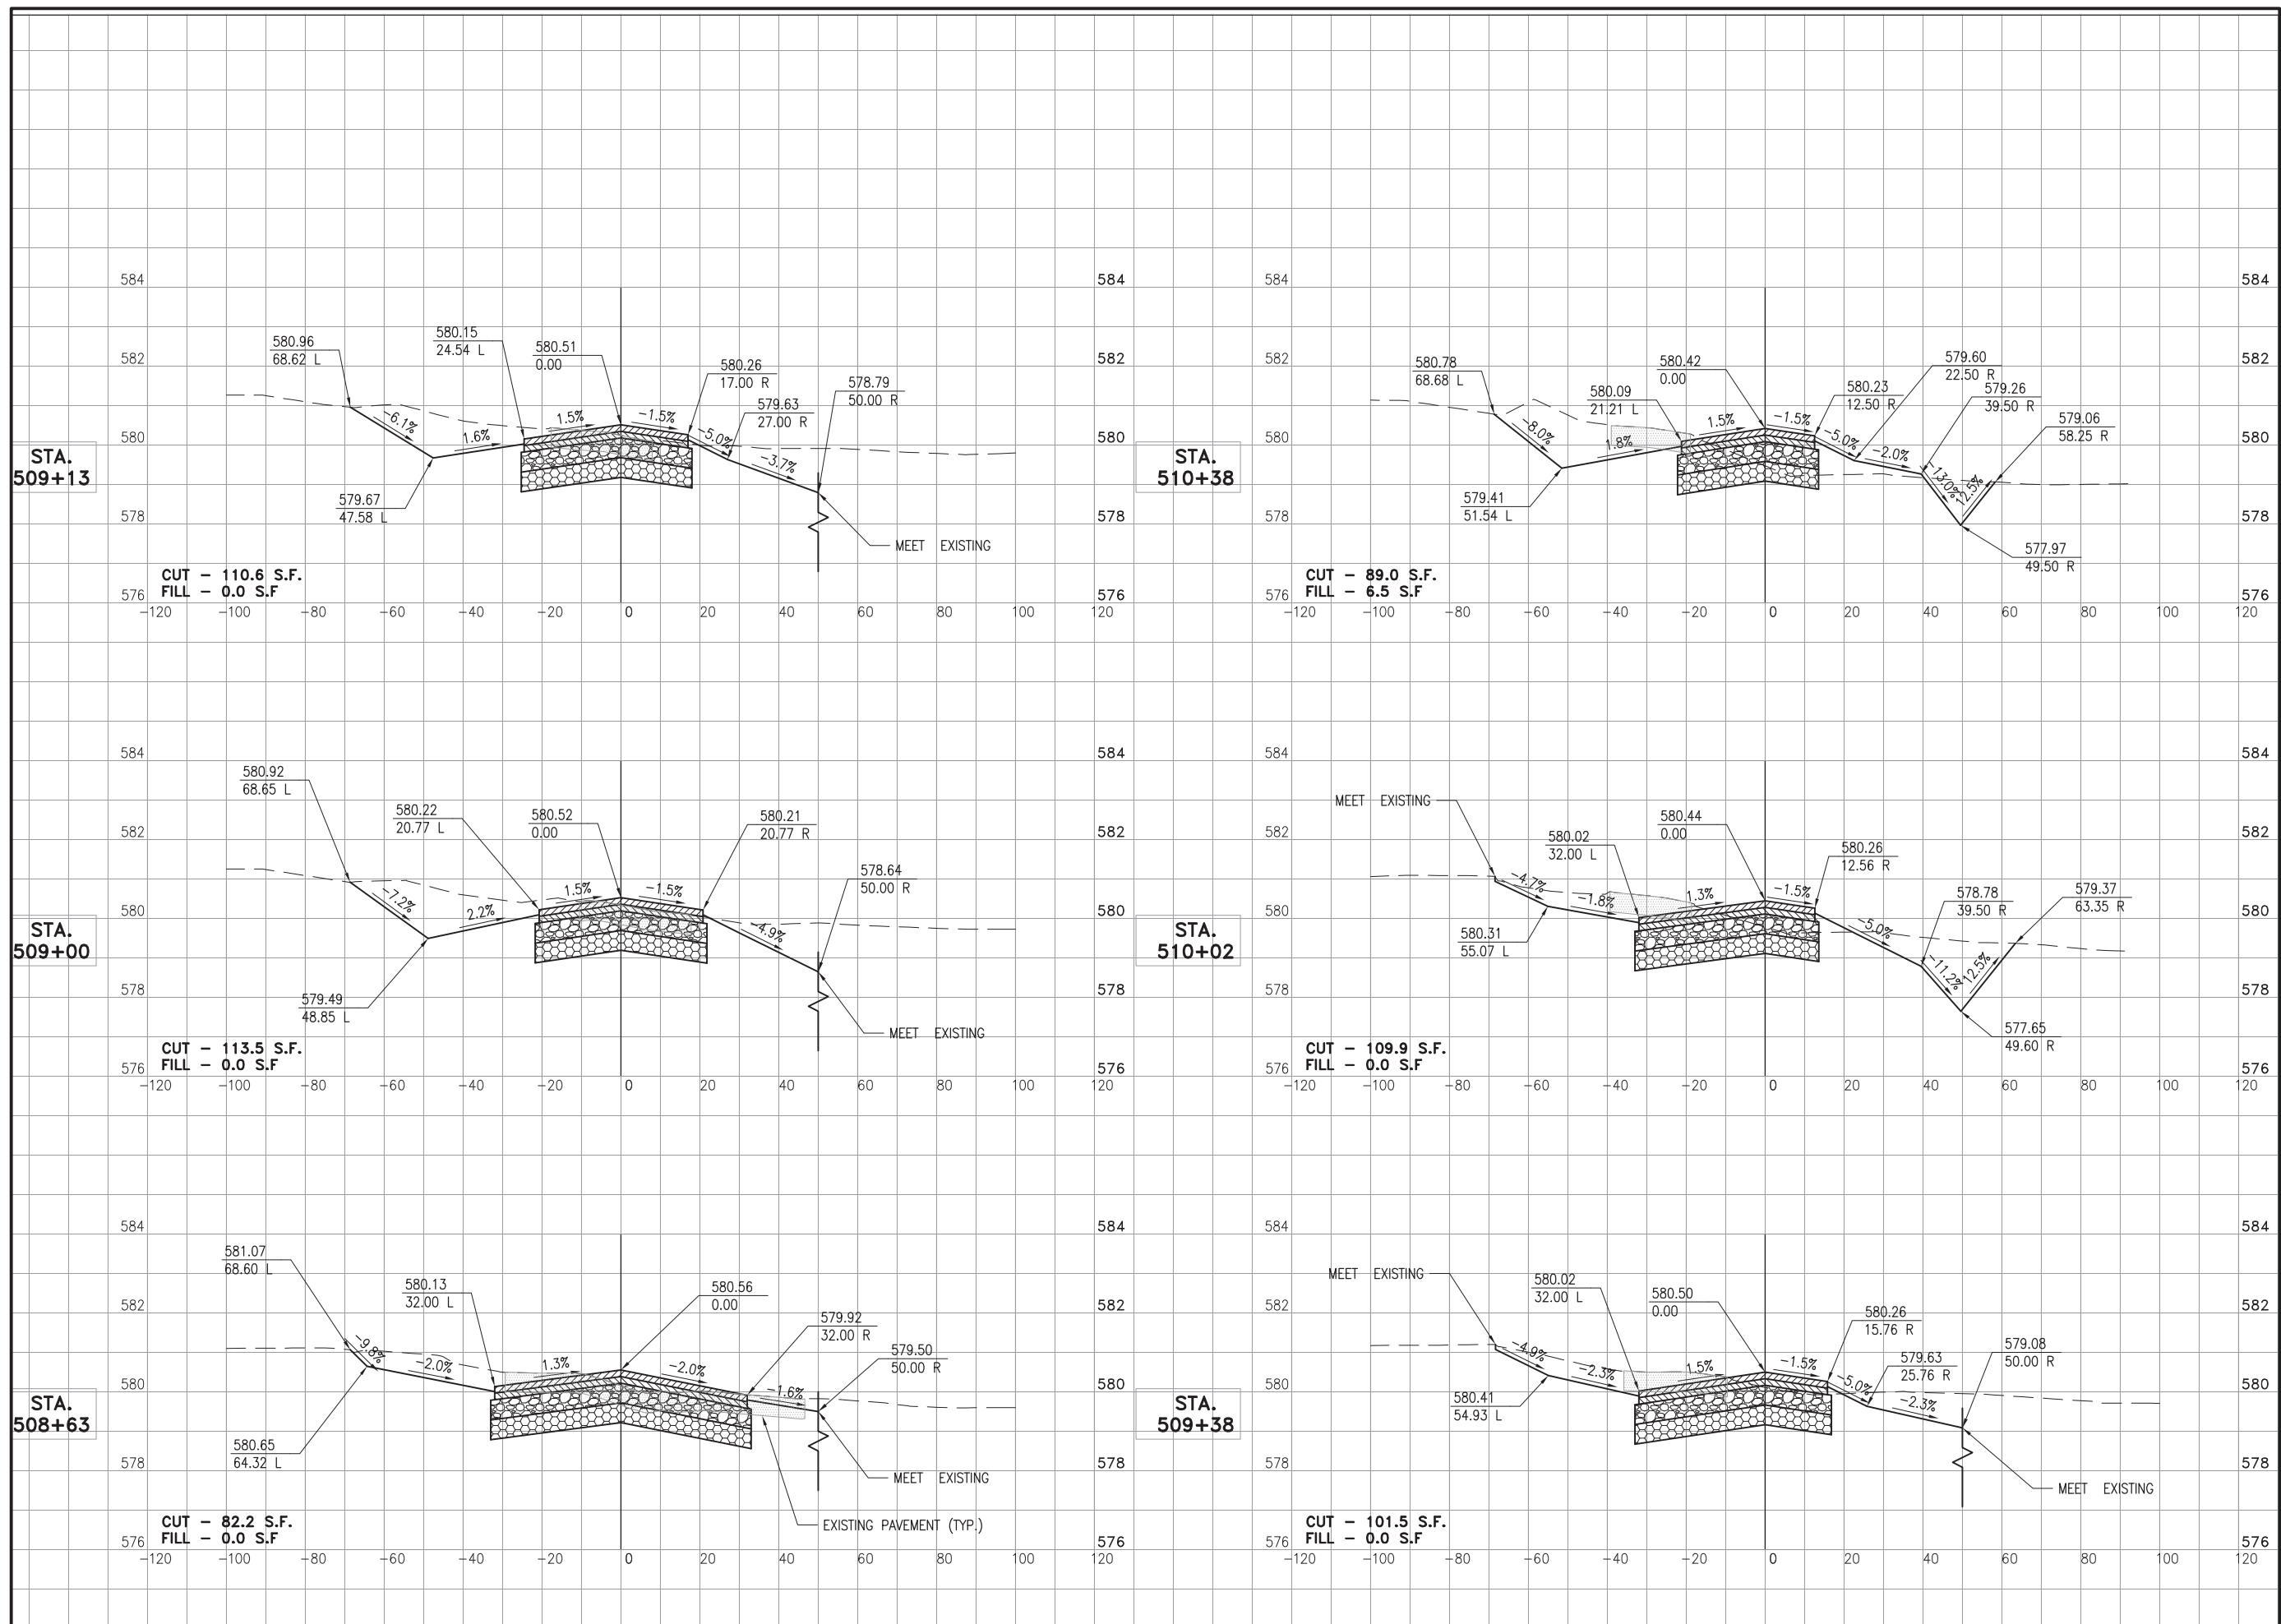 584
584
580.96
68.62 L
580.15
24.54 L
580.51
0.00
580.26
17.00 R
578.79
50.00 R
579.63
27.00 R
582
582
-6.1%
1.6%
1.5%
-1.5%
-5.0%
-3.7%
580
580
STA.
509+13
579.67
47.58 L
578
578
MEET EXISTING
CUT - 110.6 S.F.
FILL - 0.0 S.F
576
576
-120 -100 -80 -60 -40 -20 0 20 40 60 80 100 120
584
584
580.78
68.68 L
580.09
21.21 L
580.42
0.00
579.60
22.50 R
580.23
12.50 R
579.26
39.50 R
579.06
58.25 R
582
582
-8.0%
1.8%
1.5%
-1.5%
-5.0%
-2.0%
-13.0%
12.5%
580
580
STA.
510+38
579.41
51.54 L
578
578
577.97
49.50 R
CUT - 89.0 S.F.
FILL - 6.5 S.F
576
576
-120 -100 -80 -60 -40 -20 0 20 40 60 80 100 120
584
584
580.92
68.65 L
580.22
20.77 L
580.52
0.00
580.21
20.77 R
578.64
50.00 R
582
582
-7.2%
2.2%
1.5%
-1.5%
-4.9%
580
580
STA.
509+00
579.49
48.85 L
578
578
MEET EXISTING
CUT - 113.5 S.F.
FILL - 0.0 S.F
576
576
-120 -100 -80 -60 -40 -20 0 20 40 60 80 100 120
584
584
MEET EXISTING
580.02
32.00 L
580.44
0.00
580.26
12.56 R
578.78
39.50 R
579.37
63.35 R
582
582
-4.7%
-1.8%
1.3%
-1.5%
-5.0%
-11.2%
12.5%
580
580
STA.
510+02
580.31
55.07 L
578
578
577.65
49.60 R
CUT - 109.9 S.F.
FILL - 0.0 S.F
576
576
-120 -100 -80 -60 -40 -20 0 20 40 60 80 100 120
584
584
581.07
68.60 L
580.13
32.00 L
580.56
0.00
579.92
32.00 R
579.50
50.00 R
582
582
-9.8%
-2.0%
1.3%
-2.0%
-1.6%
580
580
STA.
508+63
580.65
64.32 L
578
578
MEET EXISTING
EXISTING PAVEMENT (TYP.)
CUT - 82.2 S.F.
FILL - 0.0 S.F
576
576
-120 -100 -80 -60 -40 -20 0 20 40 60 80 100 120
584
584
MEET EXISTING
580.02
32.00 L
580.50
0.00
580.26
15.76 R
579.63
25.76 R
579.08
50.00 R
582
582
-4.9%
-2.3%
1.5%
-1.5%
-5.0%
-2.3%
580
580
STA.
509+38
580.41
54.93 L
578
578
MEET EXISTING
CUT - 101.5 S.F.
FILL - 0.0 S.F
576
576
-120 -100 -80 -60 -40 -20 0 20 40 60 80 100 120